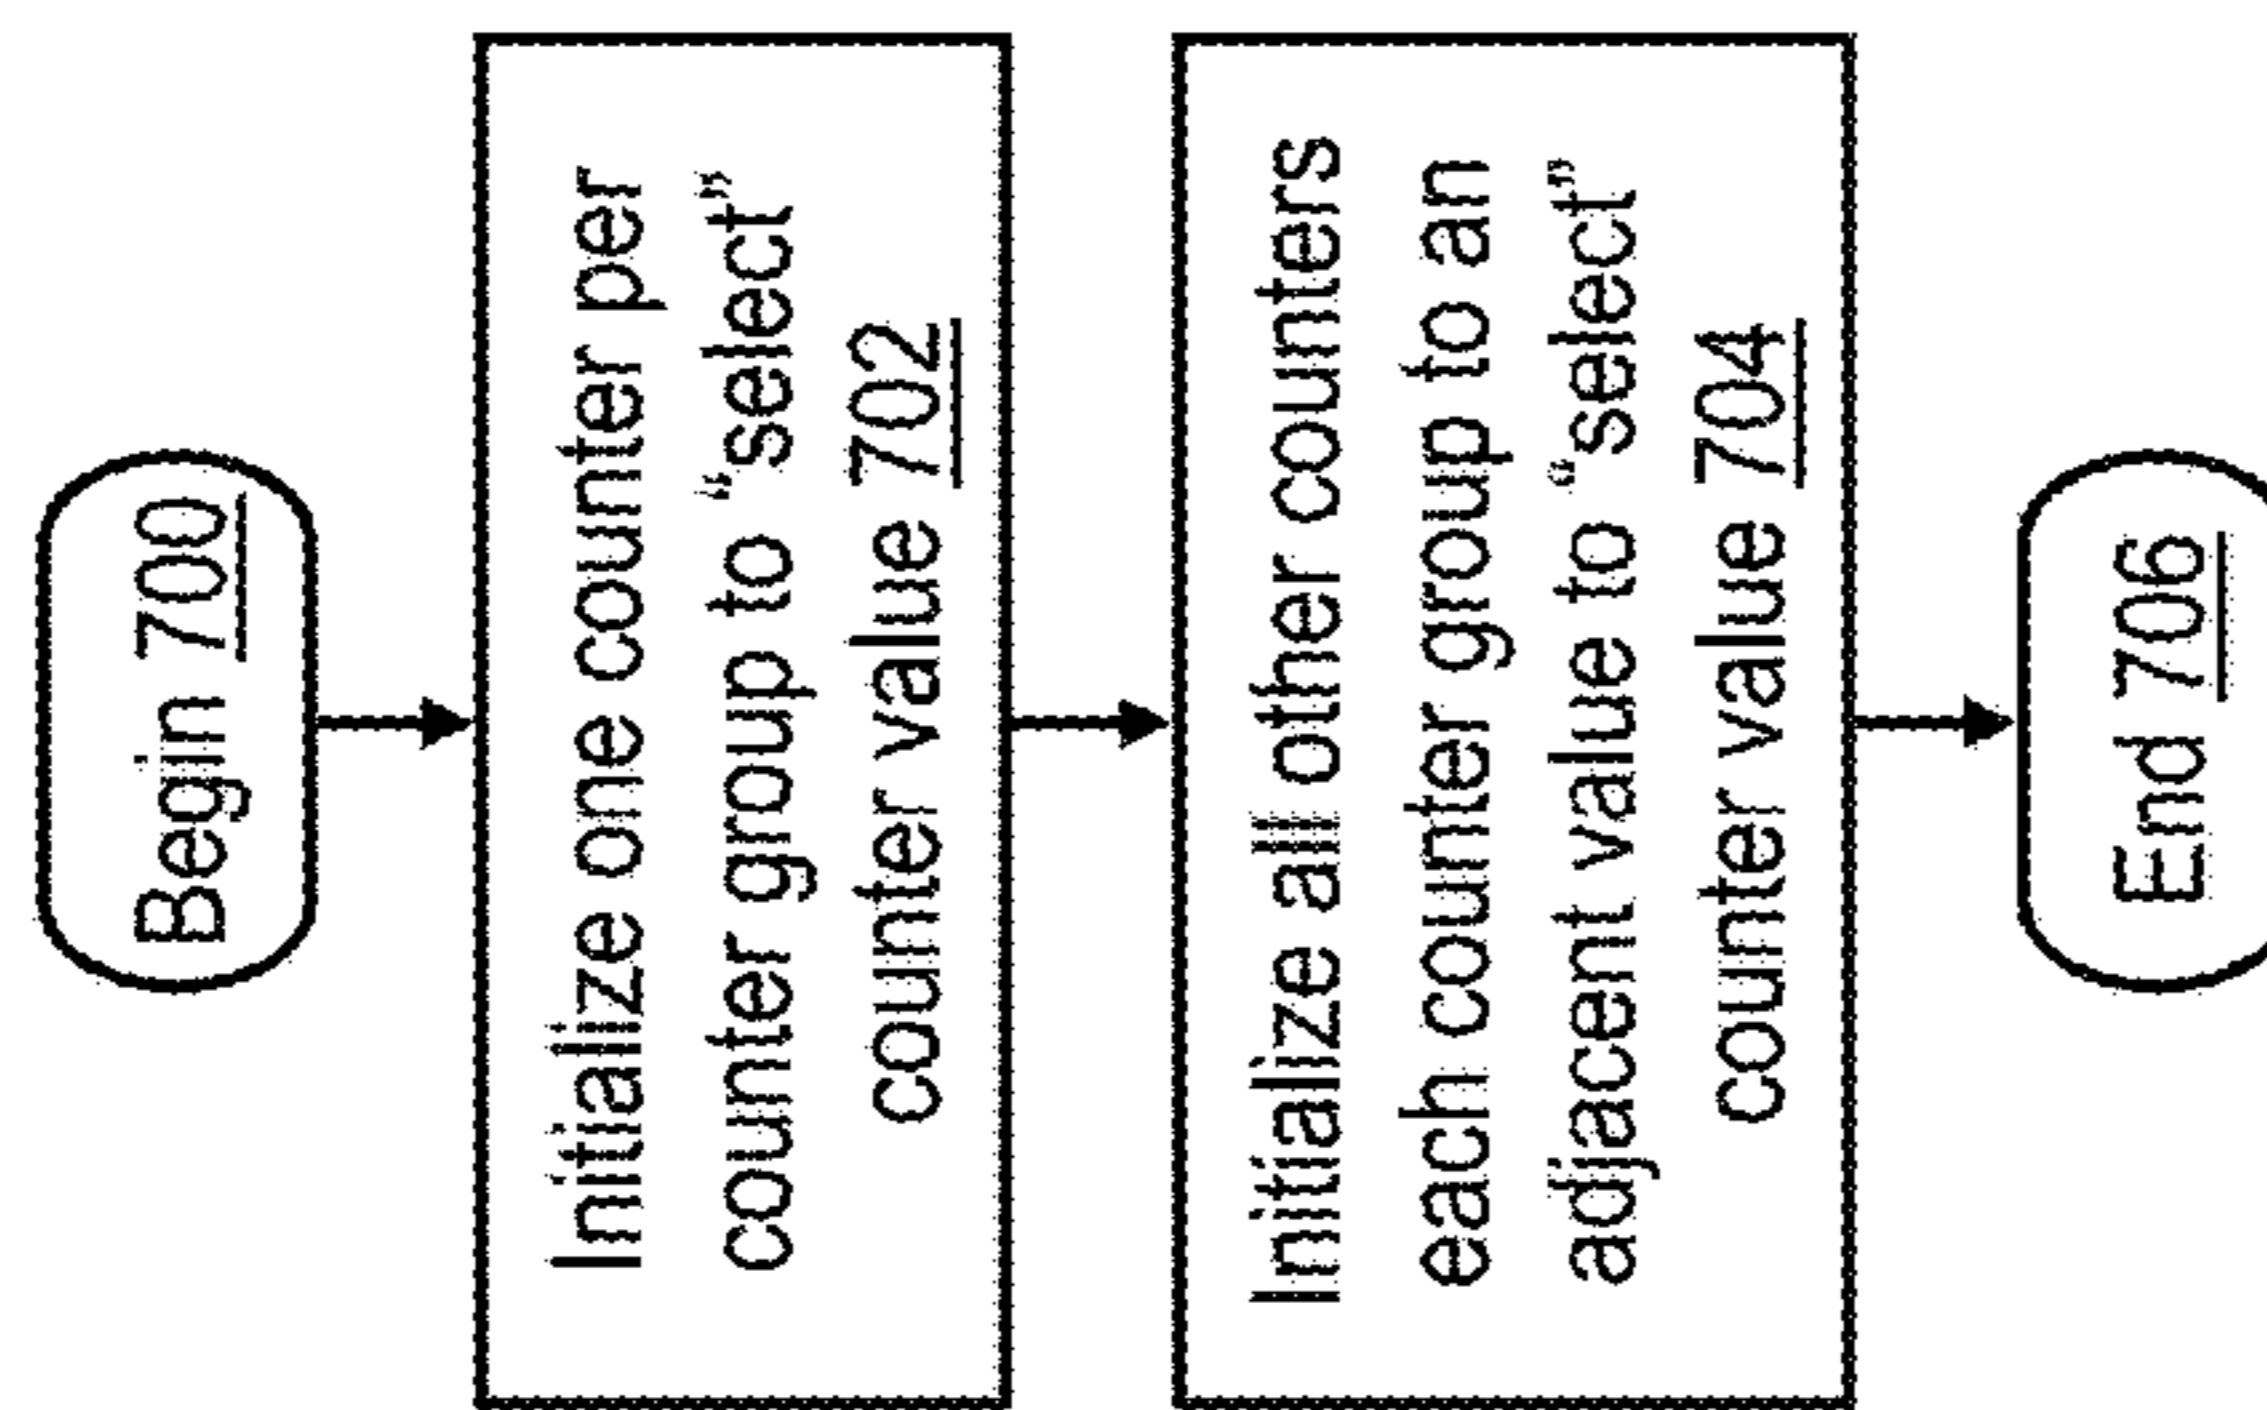 Begin 700
Initialize one counter per
counter group to “select”
counter value 702
Initialize all other counters
each counter group to an
adjacent value to “select”
counter value 704
End 706